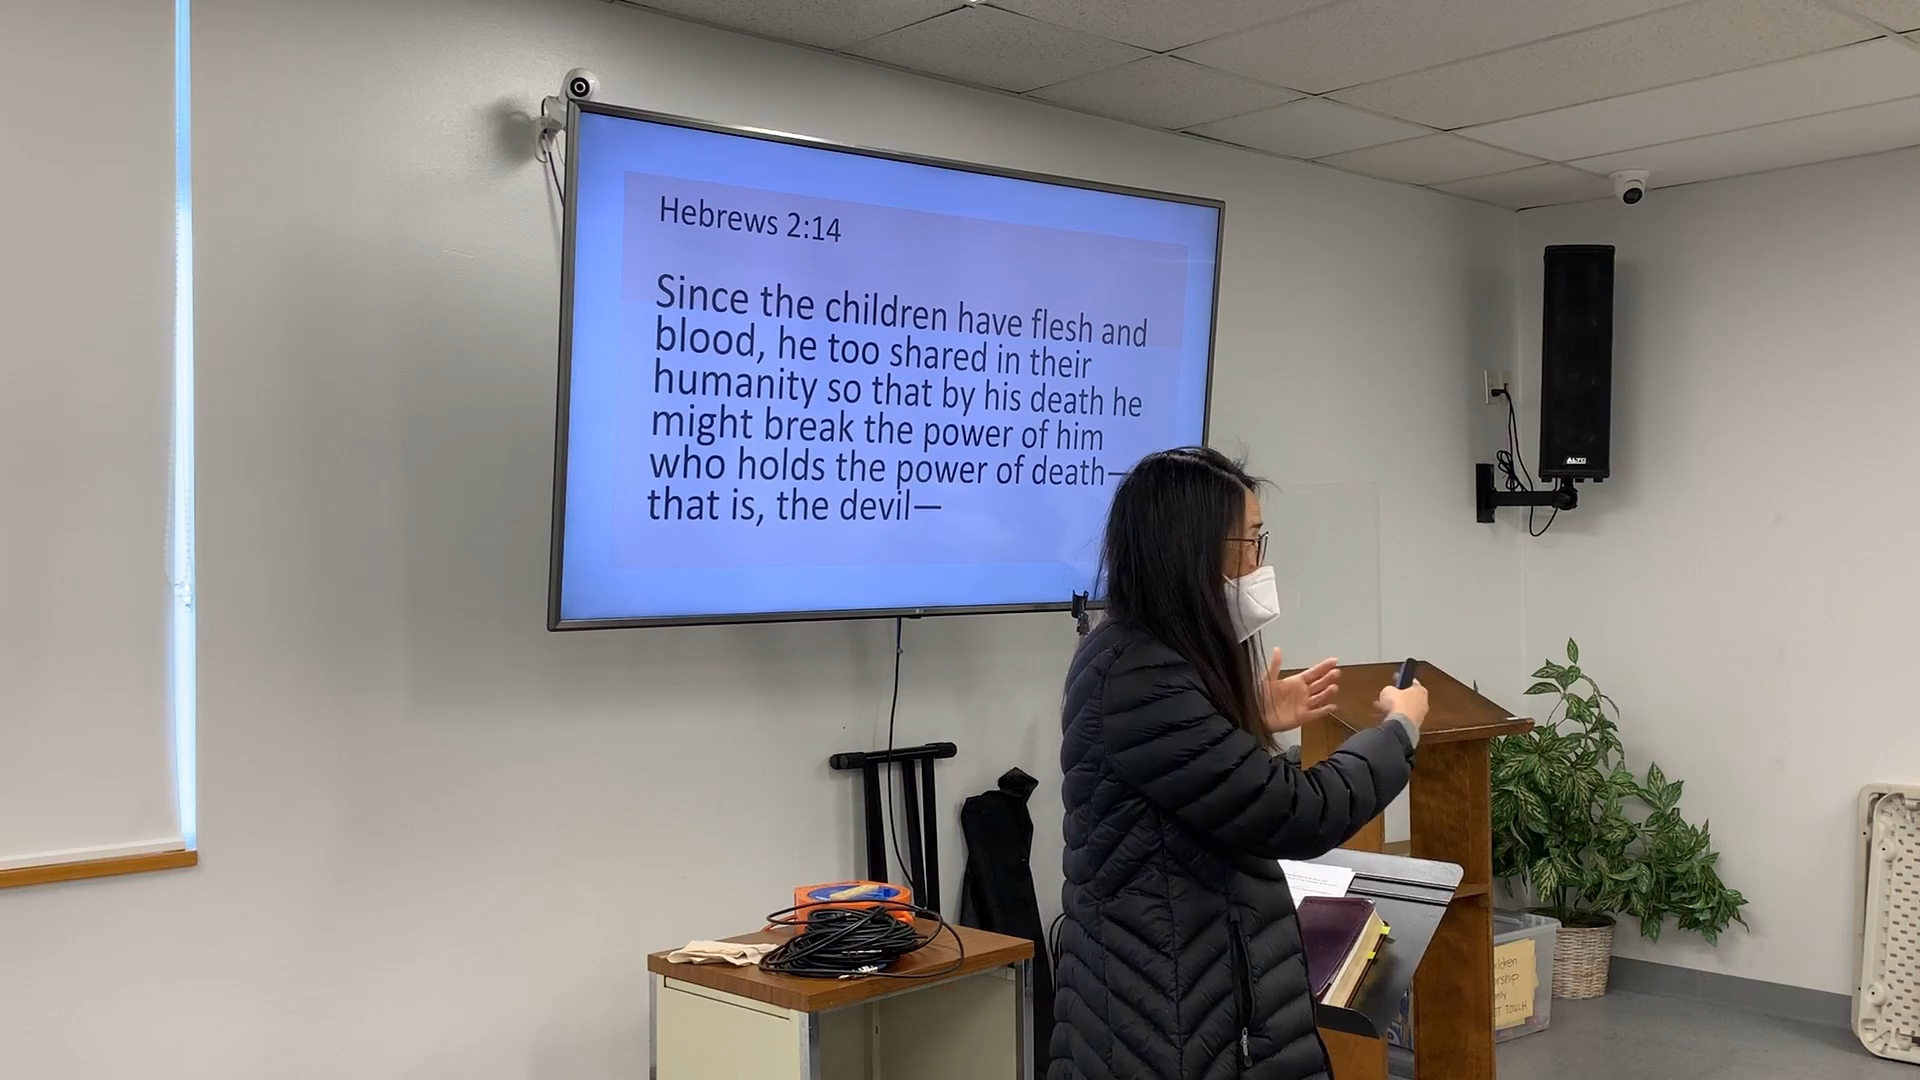 Hebrews 2:14
Since the children have flesh and
blood, he too shared in their
humanity so that by his death he
might break the power of him
who holds the power of death—
that is, the devil—
ALTO
TOUCH